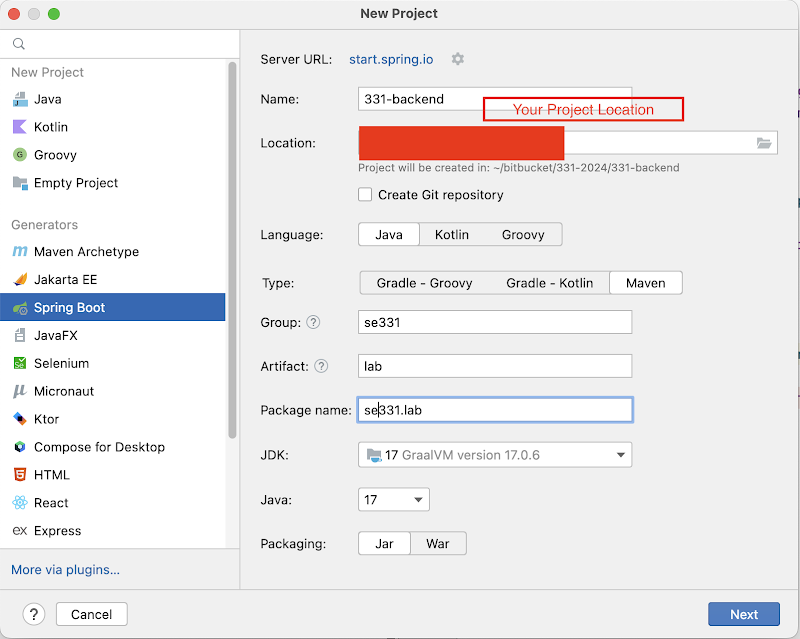 New Project
New Project
Java
Kotlin
Groovy
Empty Project
Generators
Maven Archetype
Jakarta EE
Spring Boot
JavaFX
Selenium
Micronaut
Ktor
Compose for Desktop
HTML
React
Express
More via plugins...
Server URL: start.spring.io
Name: 331-backend
Your Project Location
Location:
Project will be created in: ~/bitbucket/331-2024/331-backend
Create Git repository
Language: Java Kotlin Groovy
Type: Gradle - Groovy Gradle - Kotlin Maven
Group: ? se331
Artifact: ? lab
Package name: se331.lab
JDK: 17 GraalVM version 17.0.6
Java: 17
Packaging: Jar War
? Cancel Next